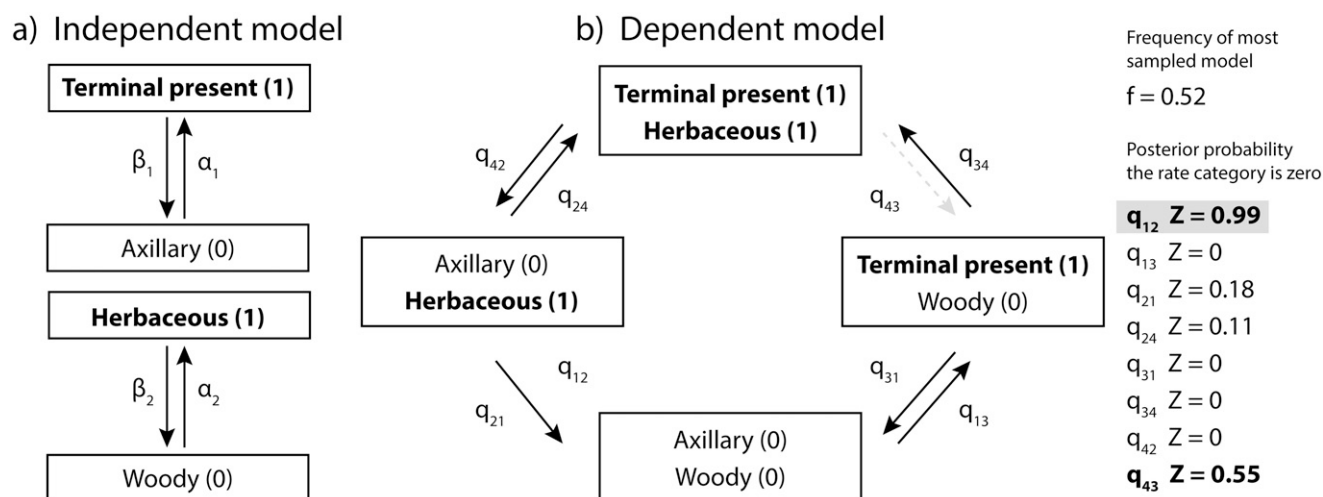 a) Independent model
Terminal present (1)
β1 α1
Axillary (0)
Herbaceous (1)
β2 α2
Woody (0)
b) Dependent model
Terminal present (1)
Herbaceous (1)
q42
q24
q34
q43
Axillary (0)
Herbaceous (1)
Terminal present (1)
Woody (0)
q12
q21
q31
q13
Axillary (0)
Woody (0)
Frequency of most
sampled model
f = 0.52
Posterior probability
the rate category is zero
q12 Z = 0.99
q13 Z = 0
q21 Z = 0.18
q24 Z = 0.11
q31 Z = 0
q34 Z = 0
q42 Z = 0
q43 Z = 0.55